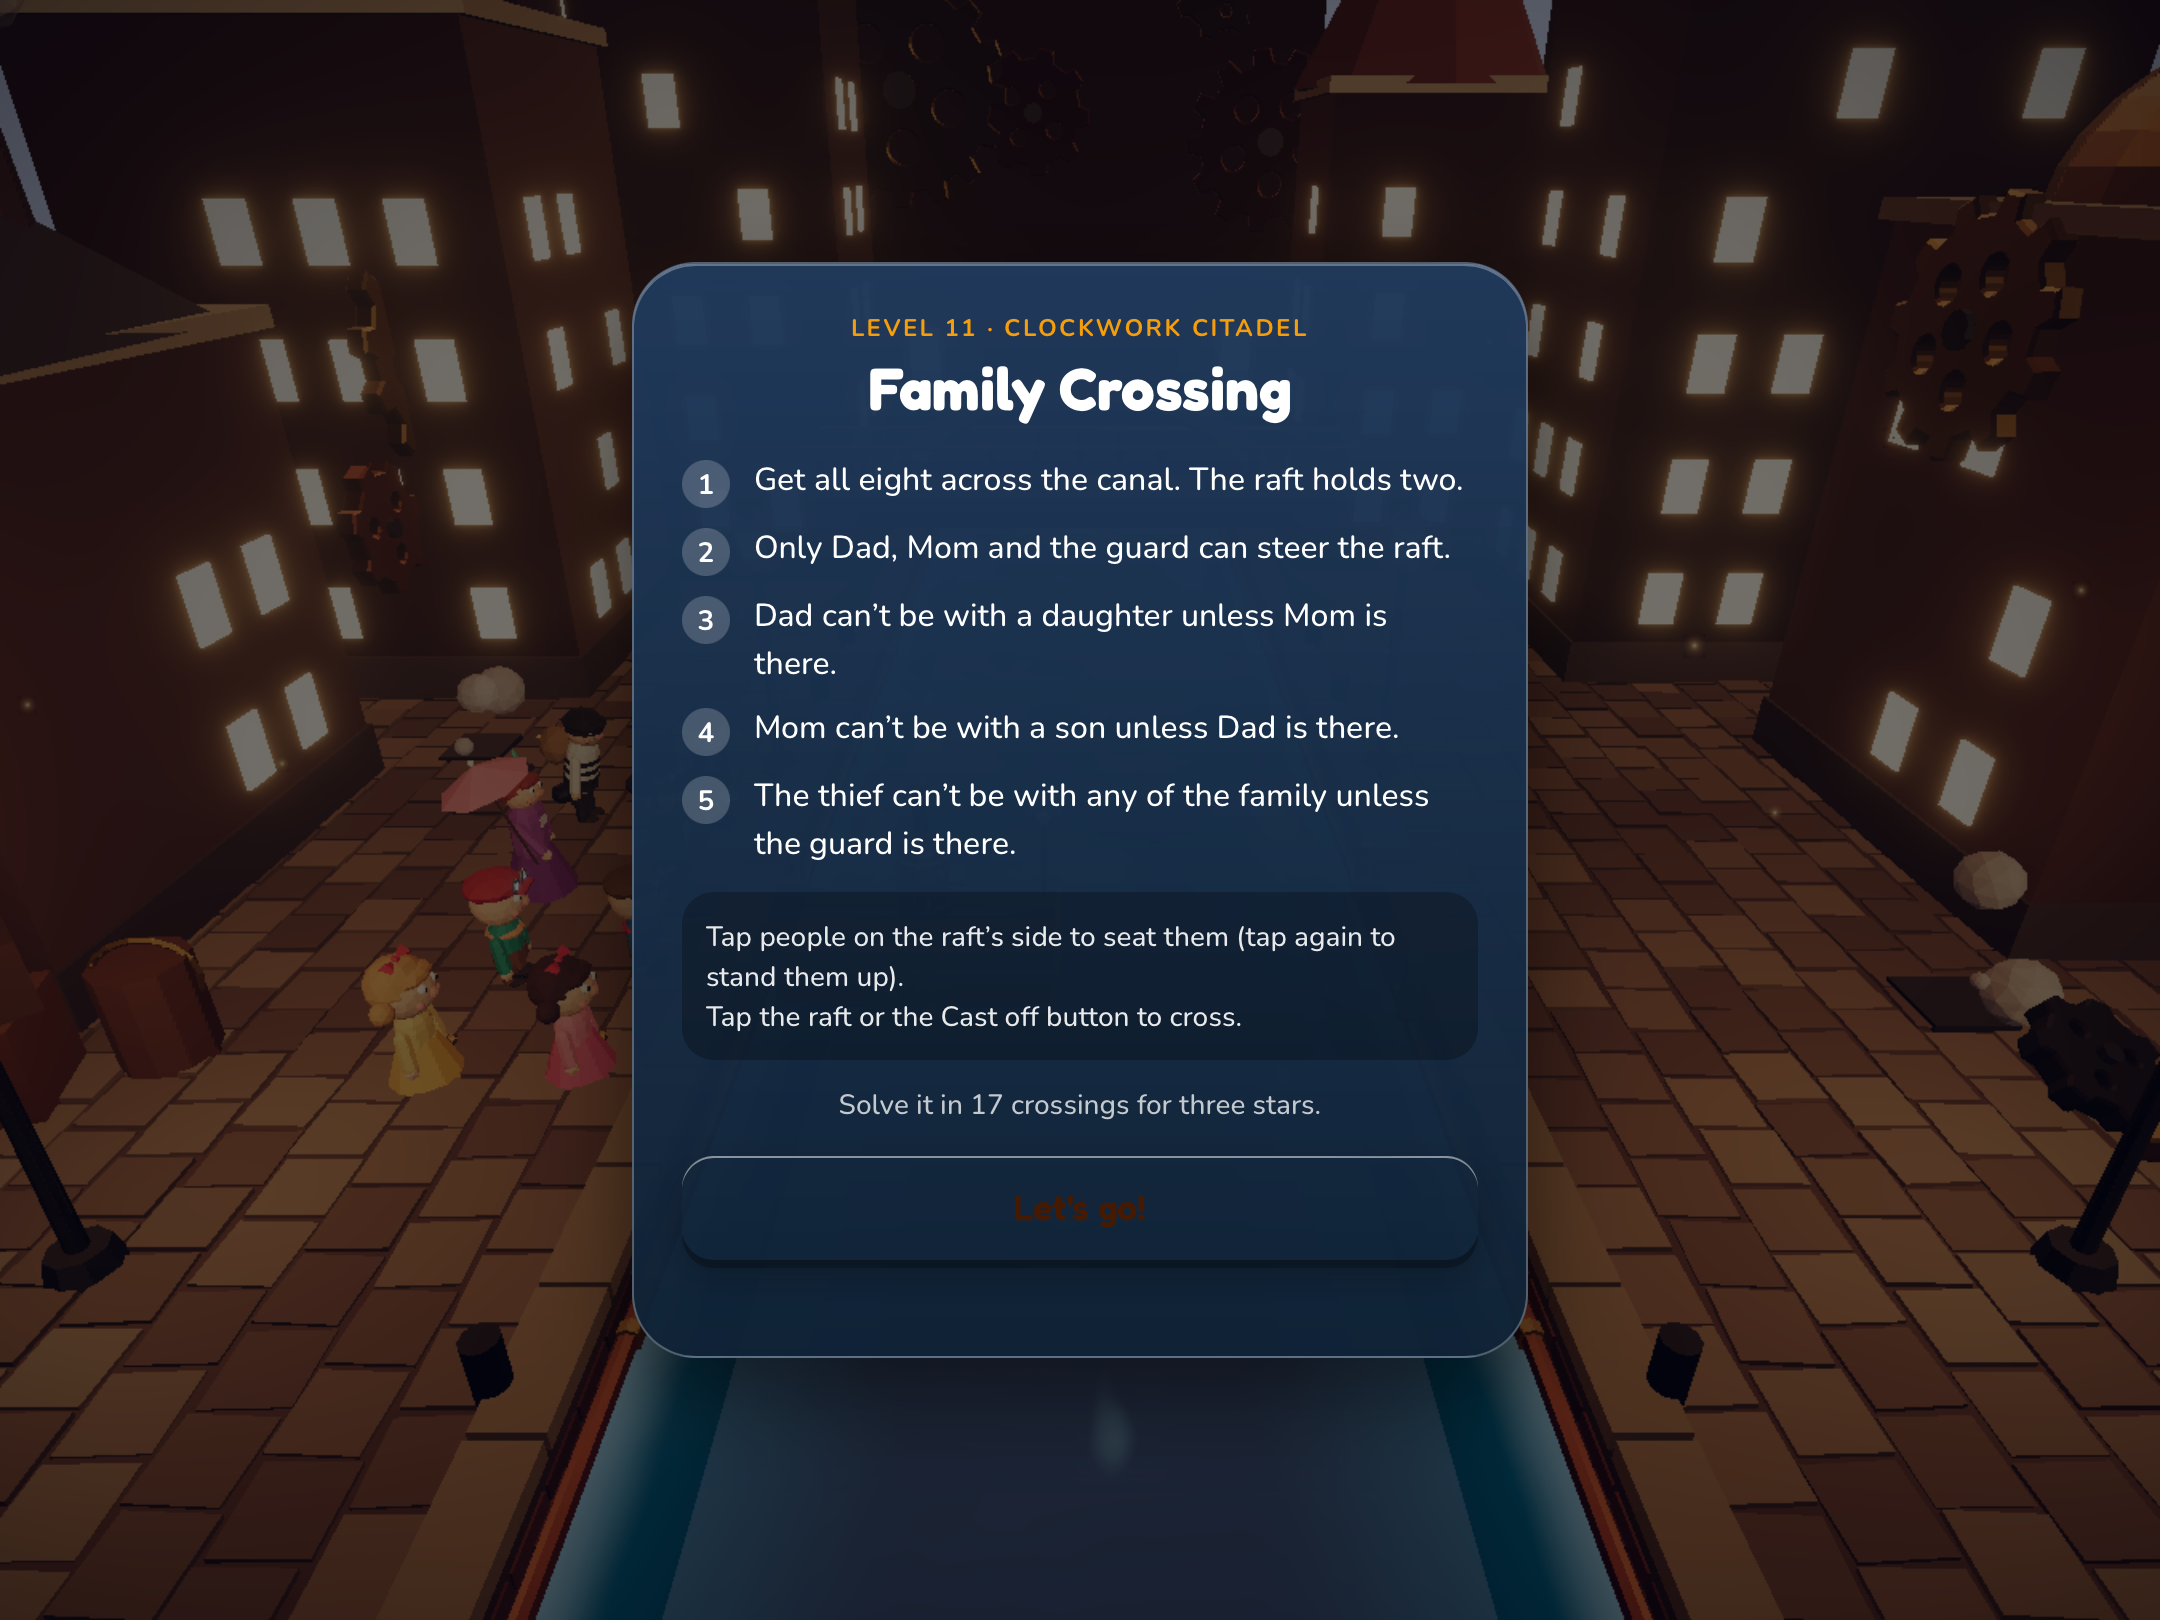 LEVEL 11 · CLOCKWORK CITADEL
Family Crossing
1 Get all eight across the canal. The raft holds two.
2 Only Dad, Mom and the guard can steer the raft.
3 Dad can’t be with a daughter unless Mom is
there.
4 Mom can’t be with a son unless Dad is there.
5 The thief can’t be with any of the family unless
the guard is there.
Tap people on the raft’s side to seat them (tap again to
stand them up).
Tap the raft or the Cast off button to cross.
Solve it in 17 crossings for three stars.
Let’s go!